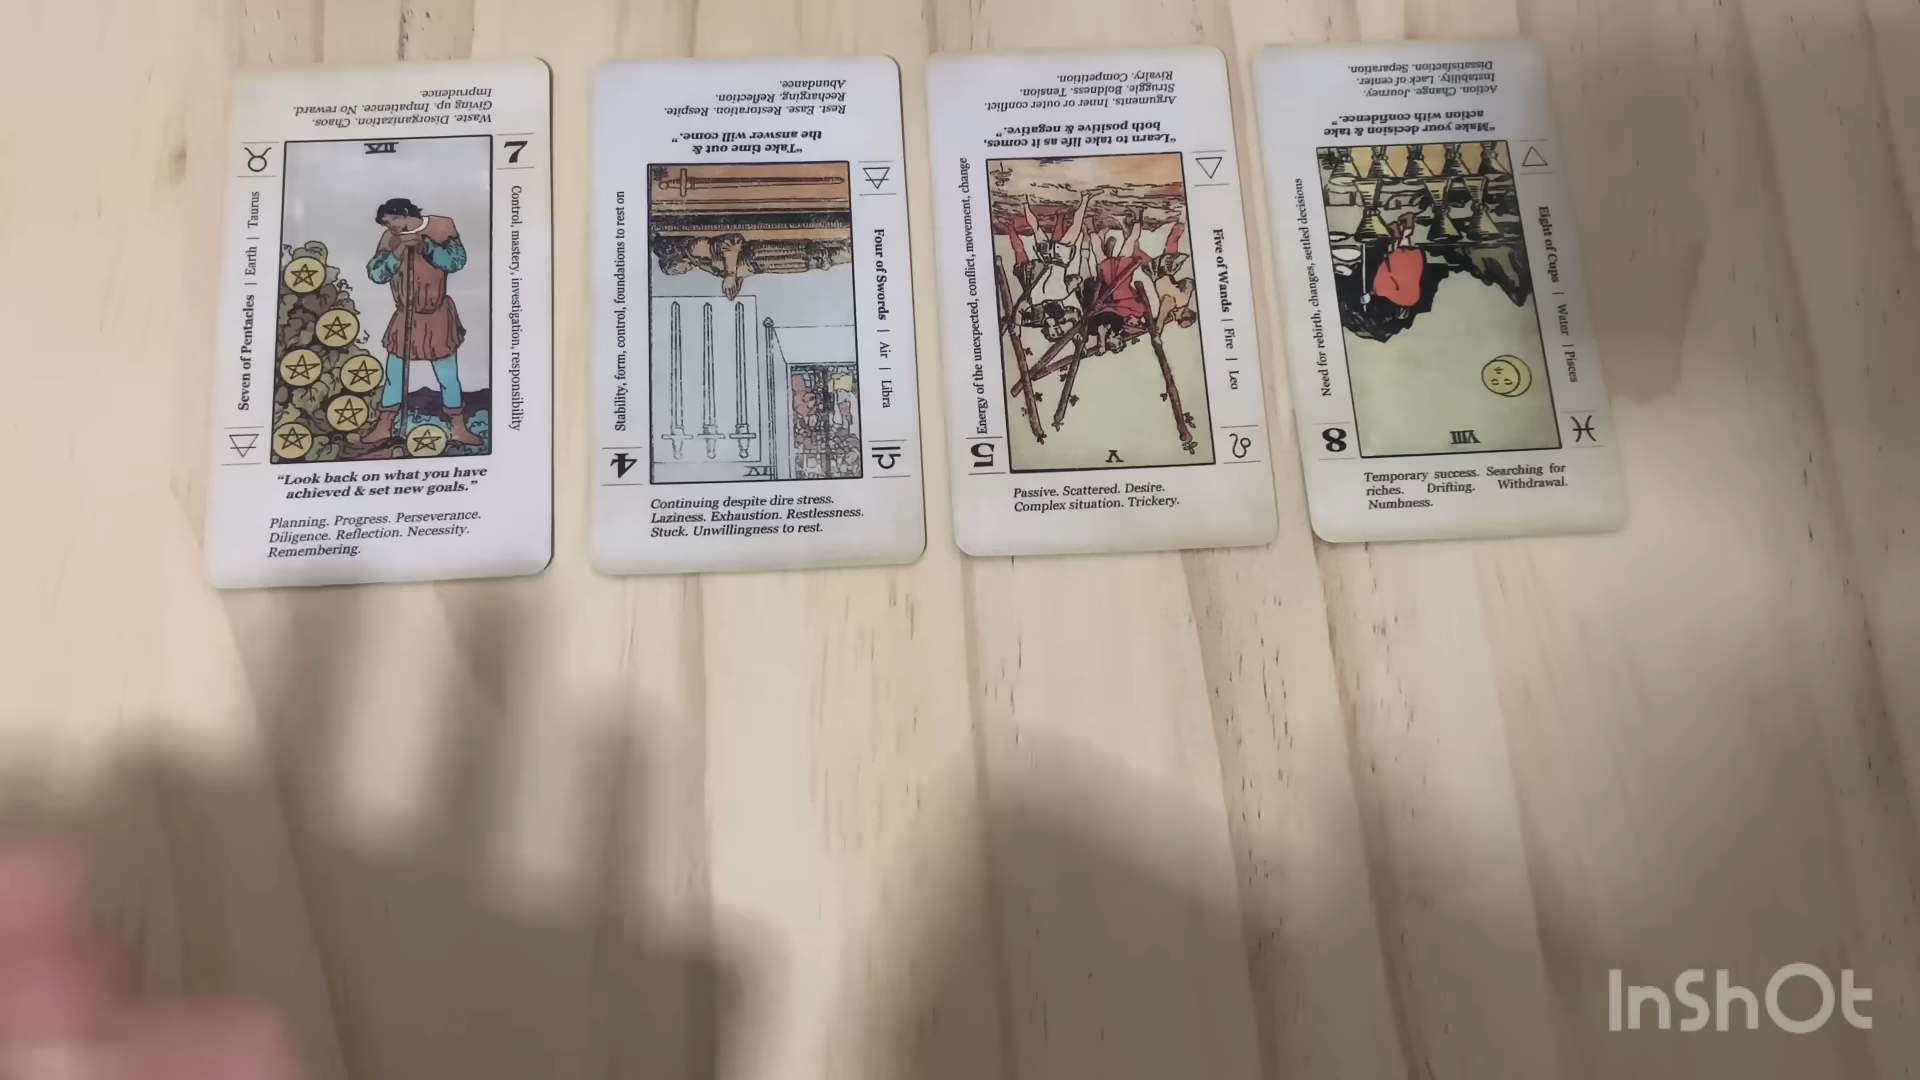 Waste. Disorganization. Chaos.
Giving up. Impatience. No reward.
Imprudence.
VII
7
Seven of Pentacles | Earth | Taurus
Control, mastery, investigation, responsibility
"Look back on what you have
achieved & set new goals."
Planning. Progress. Perseverance.
Diligence. Reflection. Necessity.
Remembering.
Rest. Ease. Restoration. Respite.
Recharging. Reflection.
Abundance.
"Take time out &
the answer will come."
Stability, form, control, foundations to rest on
Four of Swords | Air | Libra
4
IV
Continuing despite dire stress.
Laziness. Exhaustion. Restlessness.
Stuck. Unwillingness to rest.
Arguments. Inner or outer conflict.
Struggle. Boldness. Tension.
Rivalry. Competition.
"Learn to take life as it comes,
both positive & negative."
Energy of the unexpected, conflict, movement, change
Five of Wands | Fire | Leo
5
V
Passive. Scattered. Desire.
Complex situation. Trickery.
Action. Change. Journey.
Instability. Lack of center.
Dissatisfaction. Separation.
"Make your decision & take
action with confidence."
Need for rebirth, changes, settled decisions
Eight of Cups | Water | Pisces
8
VIII
Temporary success. Searching for
riches. Drifting. Withdrawal.
Numbness.
InShOt